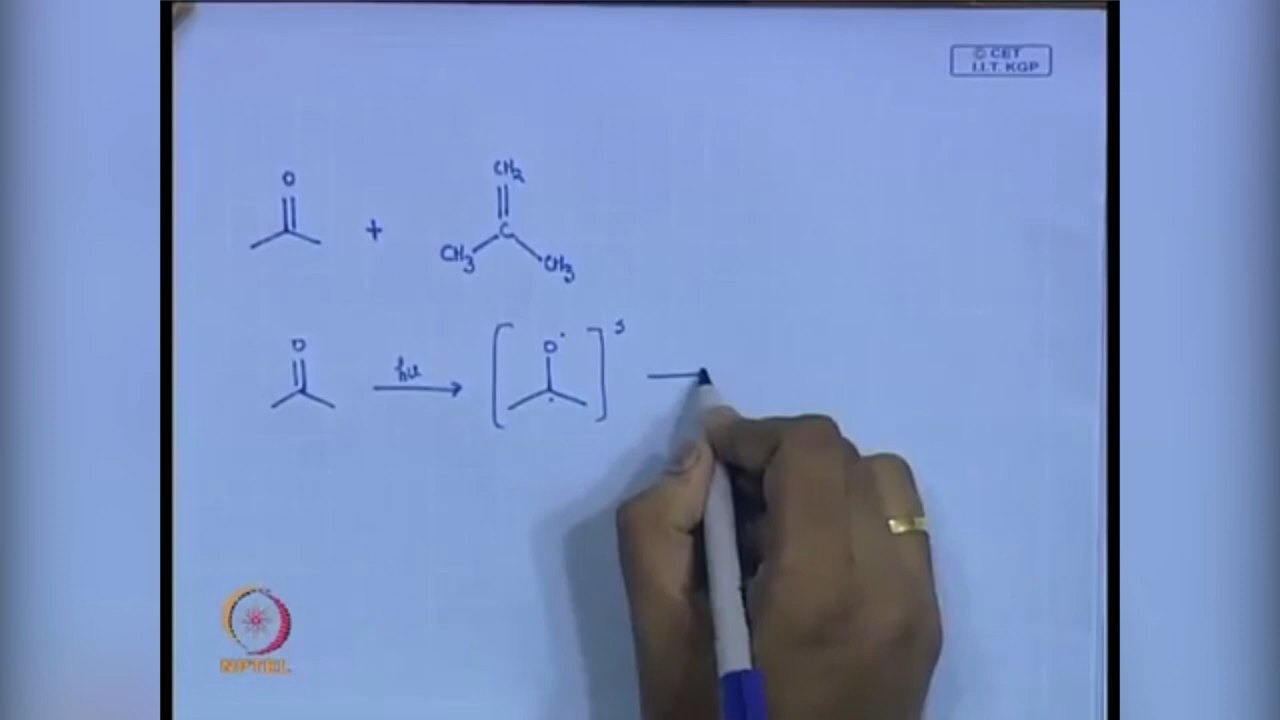 © CET
I.I.T. KGP
O
CH2
+
C
CH3
CH3
O
hν
O
s
NPTEL